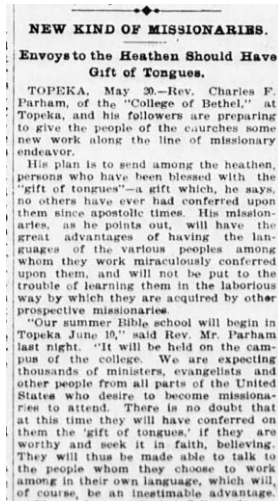 NEW KIND OF MISSIONARIES.
Envoys to the Heathen Should Have
Gift of Tongues.
TOPEKA, May 20.—Rev. Charles F.
Parham, of the "College of Bethel," at
Topeka, and his followers are preparing
to give the people of the churches some
new work along the line of missionary
endeavor.
His plan is to send among the heathen,
persons who have been blessed with the
"gift of tongues"—a gift which, he says,
no others have ever had conferred upon
them since apostolic times. His mission-
aries, as he points out, will have the
great advantages of having the lan-
guages of the various peoples among
whom they work miraculously conferred
upon them, and will not be put to the
trouble of learning them in the laborious
way by which they are acquired by other
prospective missionaries.
"Our summer Bible school will begin in
Topeka June 10," said Rev. Mr. Parham
last night. "It will be held on the cam-
pus of the college. We are expecting
thousands of ministers, evangelists and
other people from all parts of the United
States who desire to become missiona-
ries to attend. There is no doubt that
at this time they will have conferred on
them the 'gift of tongues,' if they are
worthy and seek it in faith, believing.
They will thus be made able to talk to
the people whom they choose to work
among in their own language, which will,
of course, be an inestimable advantage.